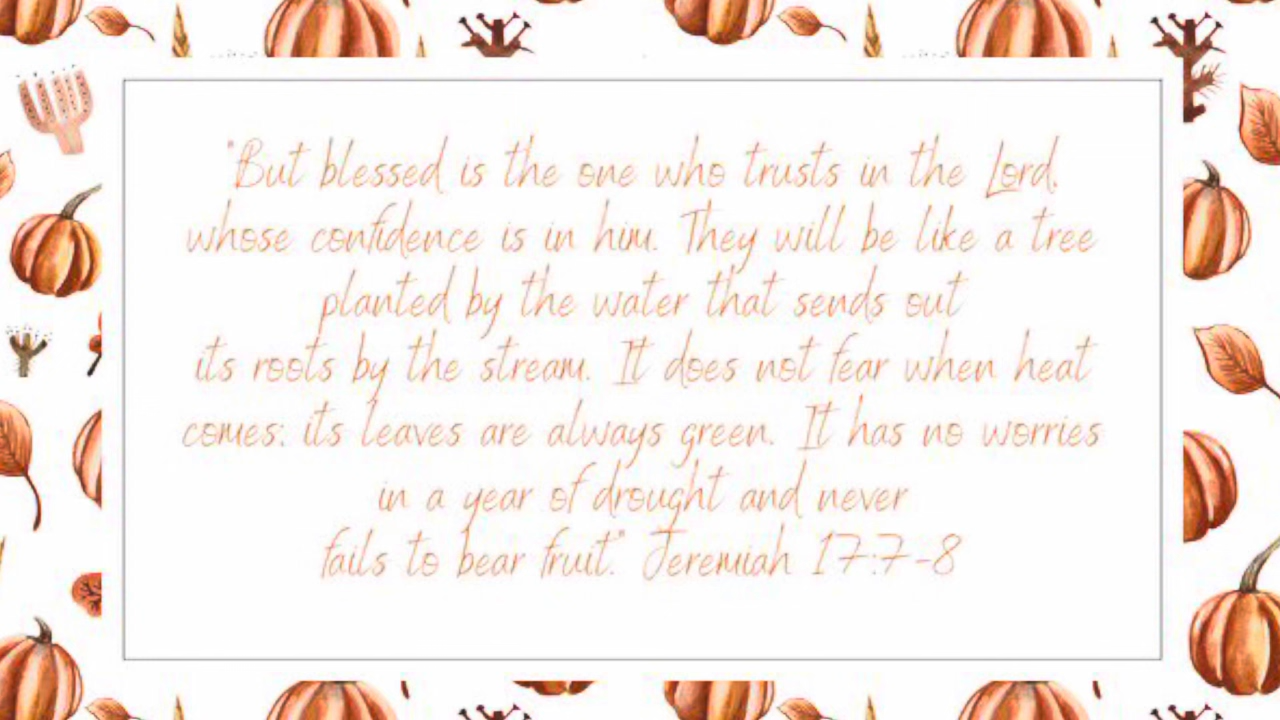 "But blessed is the one who trusts in the Lord,
whose confidence is in him. They will be like a tree
planted by the water that sends out
its roots by the stream. It does not fear when heat
comes; its leaves are always green. It has no worries
in a year of drought and never
fails to bear fruit." Jeremiah 17:7-8